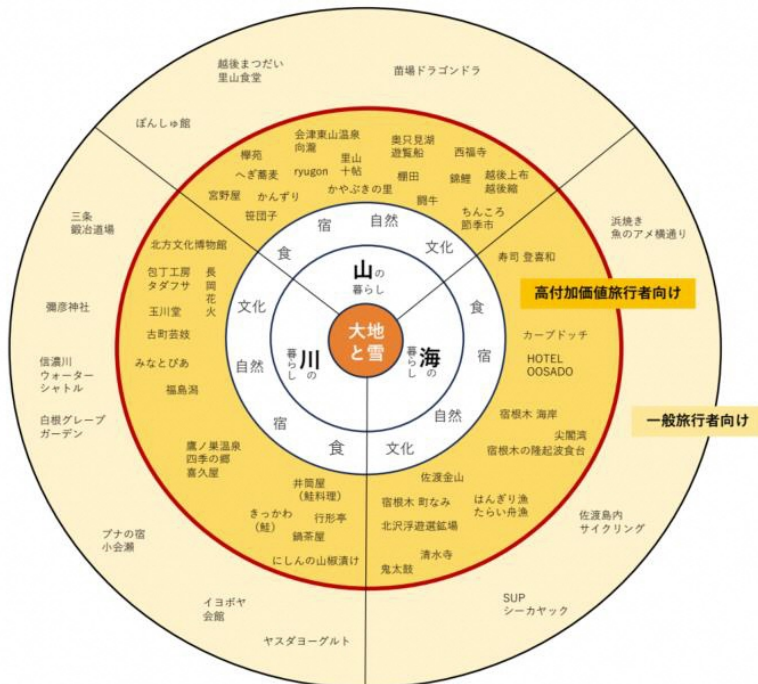 越後まつだい
里山食堂
苗場ドラゴンドラ
ぽんしゅ館
会津東山温泉
向瀧
奥只見湖
遊覧船
西福寺
欅苑
里山
十帖
へぎ蕎麦
ryugon
棚田
錦鯉
越後上布
越後縮
宮野屋
かんずり
かやぶきの里
闘牛
笹団子
ちんころ
節季市
宿
自然
食
文化
山の
暮らし
三条
鍛冶道場
浜焼き
魚のアメ横通り
北方文化博物館
寿司 登喜和
包丁工房
タダフサ
長岡花火
高付加価値旅行者向け
彌彦神社
玉川堂
文化
食
大地
と雪
古町芸妓
カーブドッチ
川の
暮らし
海の
暮らし
信濃川
ウォーター
シャトル
みなとぴあ
自然
宿
HOTEL
OOSADO
福島潟
白根グレープ
ガーデン
一般旅行者向け
宿
食
文化
自然
宿根木 海岸
尖閣湾
宿根木の隆起波食台
鷹ノ巣温泉
四季の郷
喜久屋
井筒屋
(鮭料理)
佐渡金山
きっかわ
(鮭)
行形亭
宿根木 町なみ
はんぎり漁
たらい舟漁
鍋茶屋
北沢浮遊選鉱場
佐渡島内
サイクリング
ブナの宿
小会瀬
にしんの山椒漬け
清水寺
鬼太鼓
イヨボヤ
会館
SUP
シーカヤック
ヤスダヨーグルト